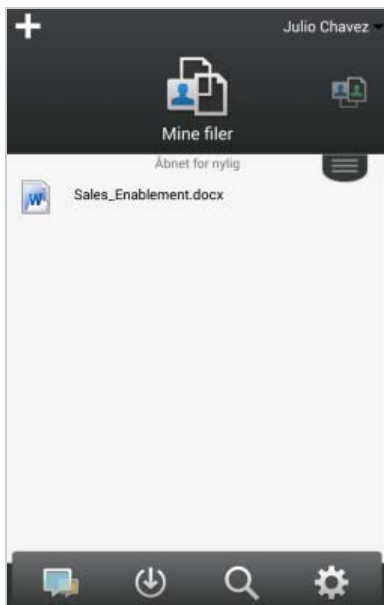 Julio Chavez
Mine filer
Åbnet for nylig
Sales_Enablement.docx